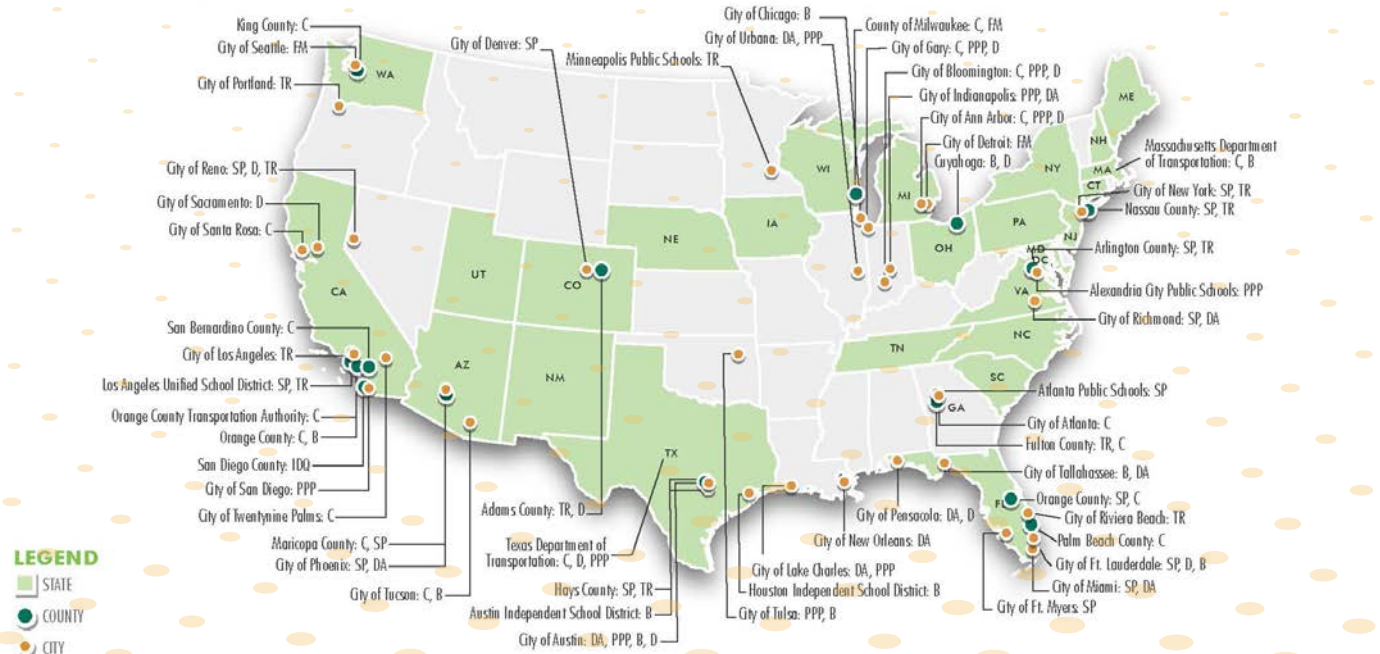 King County: C
City of Seattle: FM
City of Portland: TR
City of Reno: SP, D, TR
City of Sacramento: D
City of Santa Rosa: C
San Bernardino County: C
City of Los Angeles: TR
Los Angeles Unified School District: SP, TR
Orange County Transportation Authority: C
Orange County: C, B
San Diego County: IDQ
City of San Diego: PPP
City of Twentynine Palms: C
Maricopa County: C, SP
City of Phoenix: SP, DA
City of Tucson: C, B
City of Denver: SP
Adams County: TR, D
Minneapolis Public Schools: TR
City of Chicago: B
City of Urbana: DA, PPP
County of Milwaukee: C, FM
City of Gary: C, PPP, D
City of Bloomington: C, PPP, D
City of Indianapolis: PPP, DA
City of Ann Arbor: C, PPP, D
City of Detroit: FM
Cuyahoga: B, D
Massachusetts Department
of Transportation: C, B
City of New York: SP, TR
Nassau County: SP, TR
Arlington County: SP, TR
Alexandria City Public Schools: PPP
City of Richmond: SP, DA
Atlanta Public Schools: SP
City of Atlanta: C
Fulton County: TR, C
City of Tallahassee: B, DA
Orange County: SP, C
City of Riviera Beach: TR
Palm Beach County: C
City of Ft. Lauderdale: SP, D, B
City of Miami: SP, DA
City of Ft. Myers: SP
City of Pensacola: DA, D
City of New Orleans: DA
City of Lake Charles: DA, PPP
Houston Independent School District: B
City of Tulsa: PPP, B
Texas Department of
Transportation: C, D, PPP
Hays County: SP, TR
Austin Independent School District: B
City of Austin: DA, PPP, B, D
WA
CA
UT
AZ
CO
NM
NE
TX
IA
WI
MI
OH
TN
PA
NY
ME
NH
MA
CT
NJ
MD
DC
VA
NC
SC
GA
FL
LEGEND
STATE
COUNTY
CITY